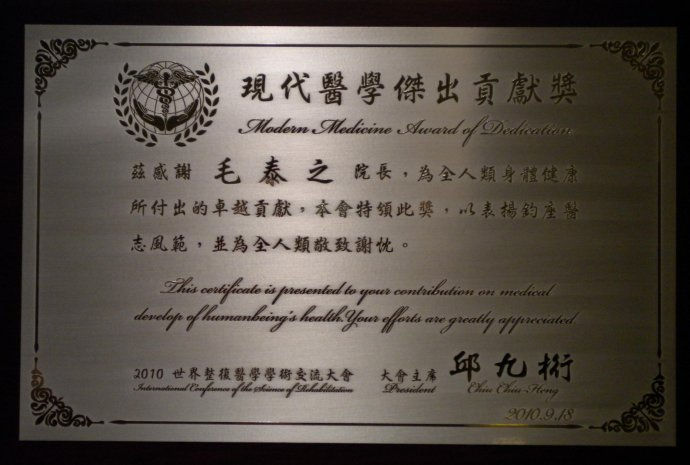 現代醫學傑出貢獻獎
Modern Medicine Award of Dedication
茲感謝 毛泰之 院長，為全人類身體健康
所付出的卓越貢獻，本會特頒此獎，以表揚鈞座醫
志風範，並為全人類敬致謝忱。
This certificate is presented to your contribution on medical
develop of humanbeing's health.Your efforts are greatly appreciated
2010 世界整復醫學學術交流大會 大會主席 邱九桁
International Conference of the Science of Rehabilitation President Chiu Chiu-Heng
2010.9.18